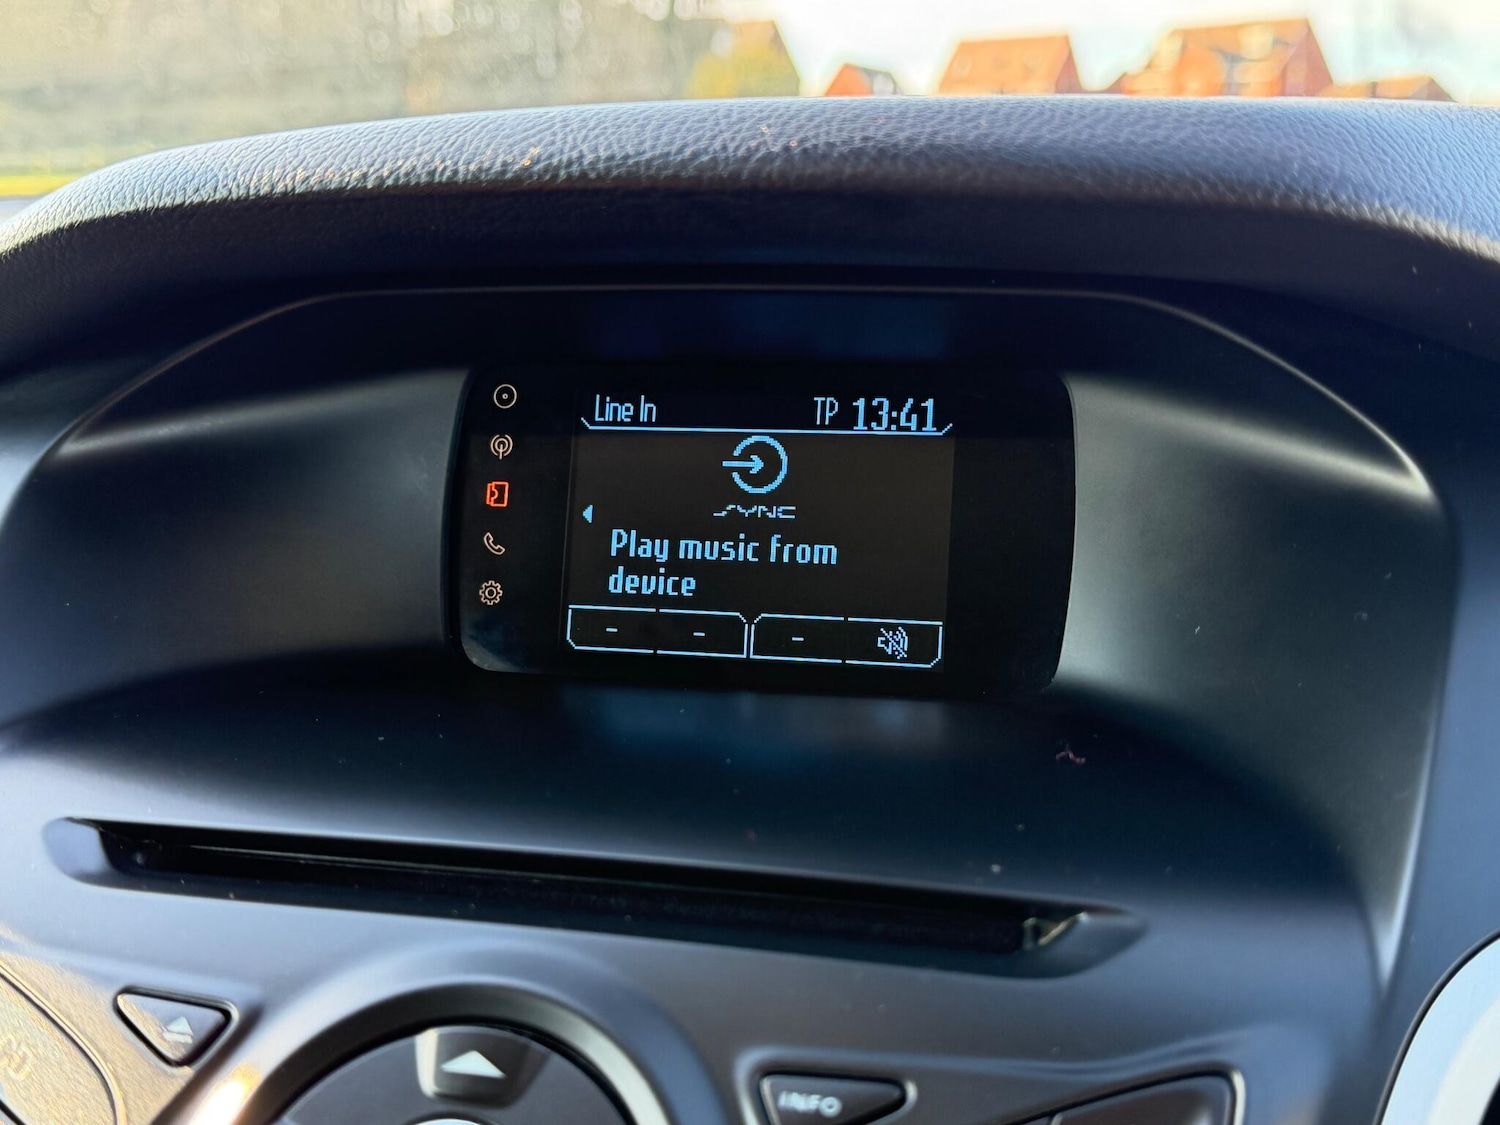 Line In TP 13:41
SYNC
Play music from
device
- - -
INFO